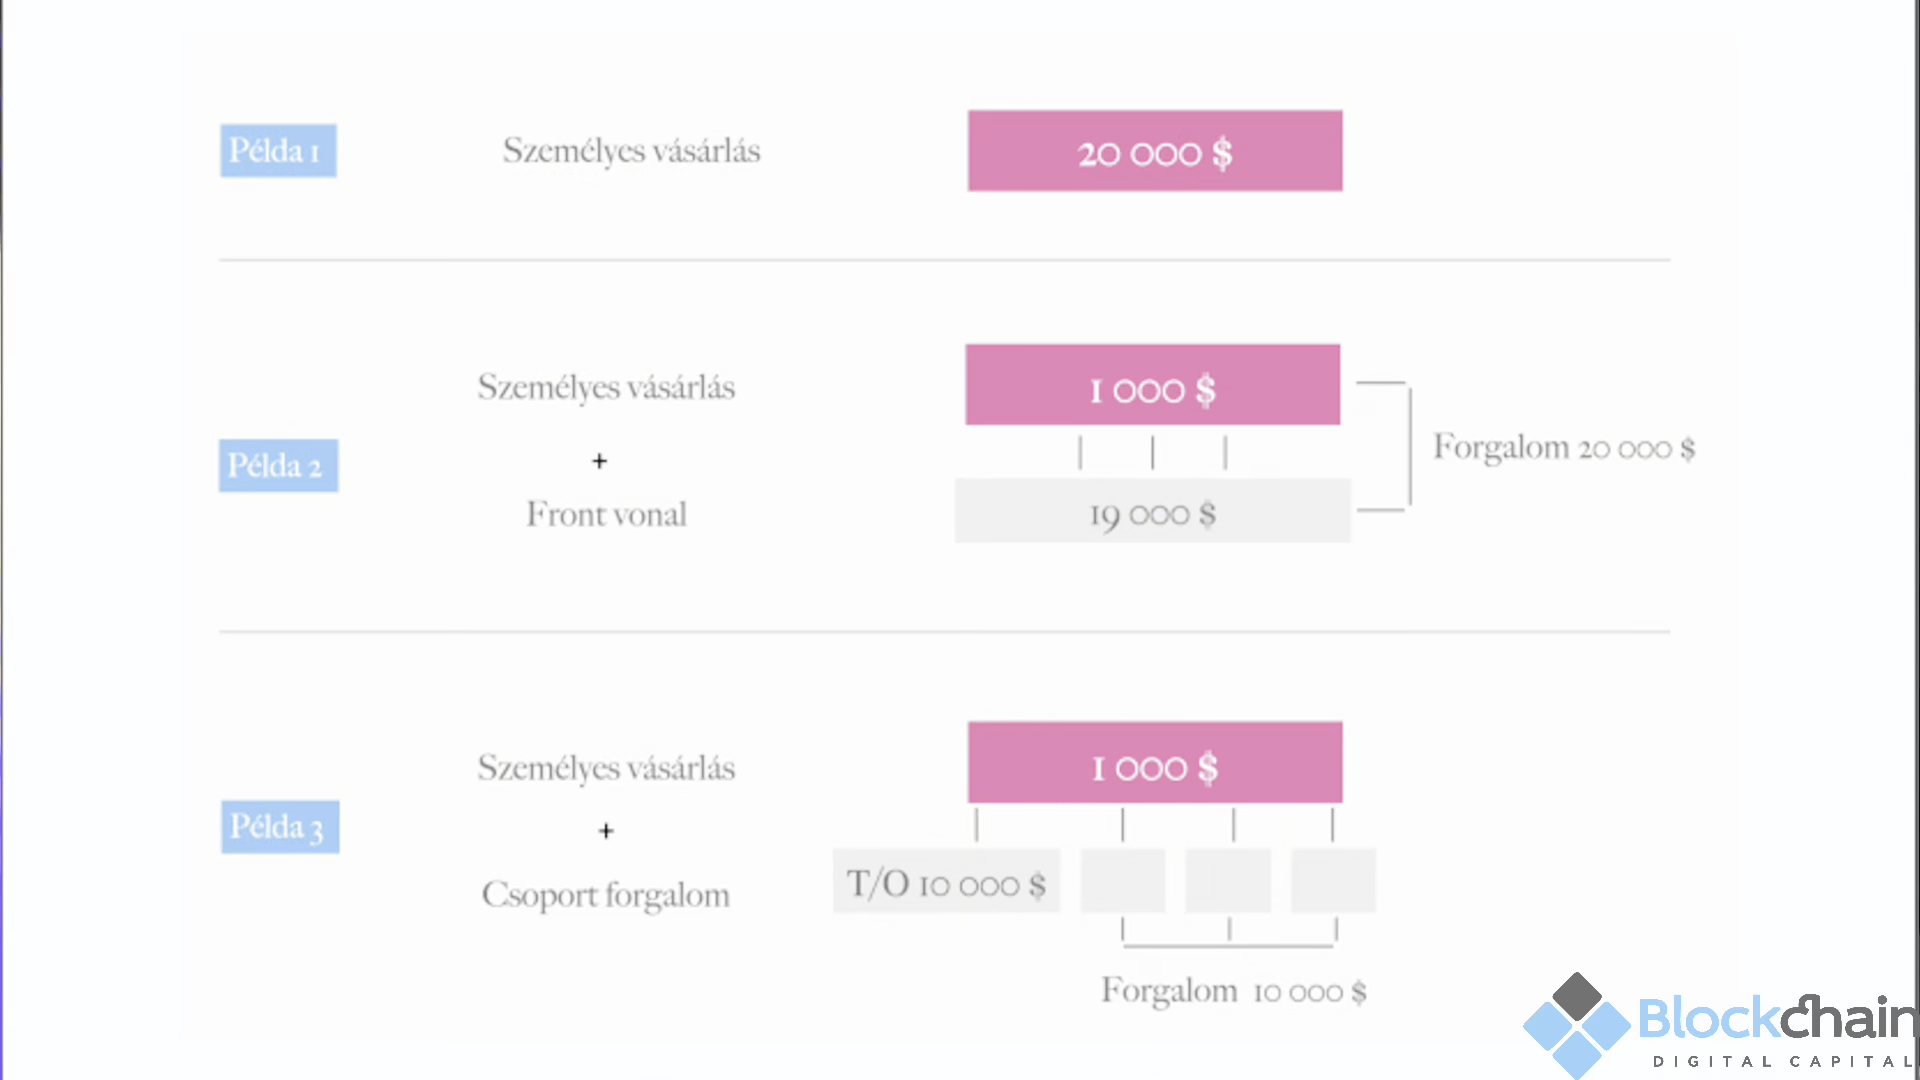 Példa 1
Személyes vásárlás
20 000 $
Személyes vásárlás
1 000 $
Példa 2
+
Forgalom 20 000 $
Front vonal
19 000 $
Személyes vásárlás
1 000 $
Példa 3
+
Csoport forgalom
T/O 10 000 $
Forgalom 10 000 $
Blockchain
DIGITAL CAPITAL